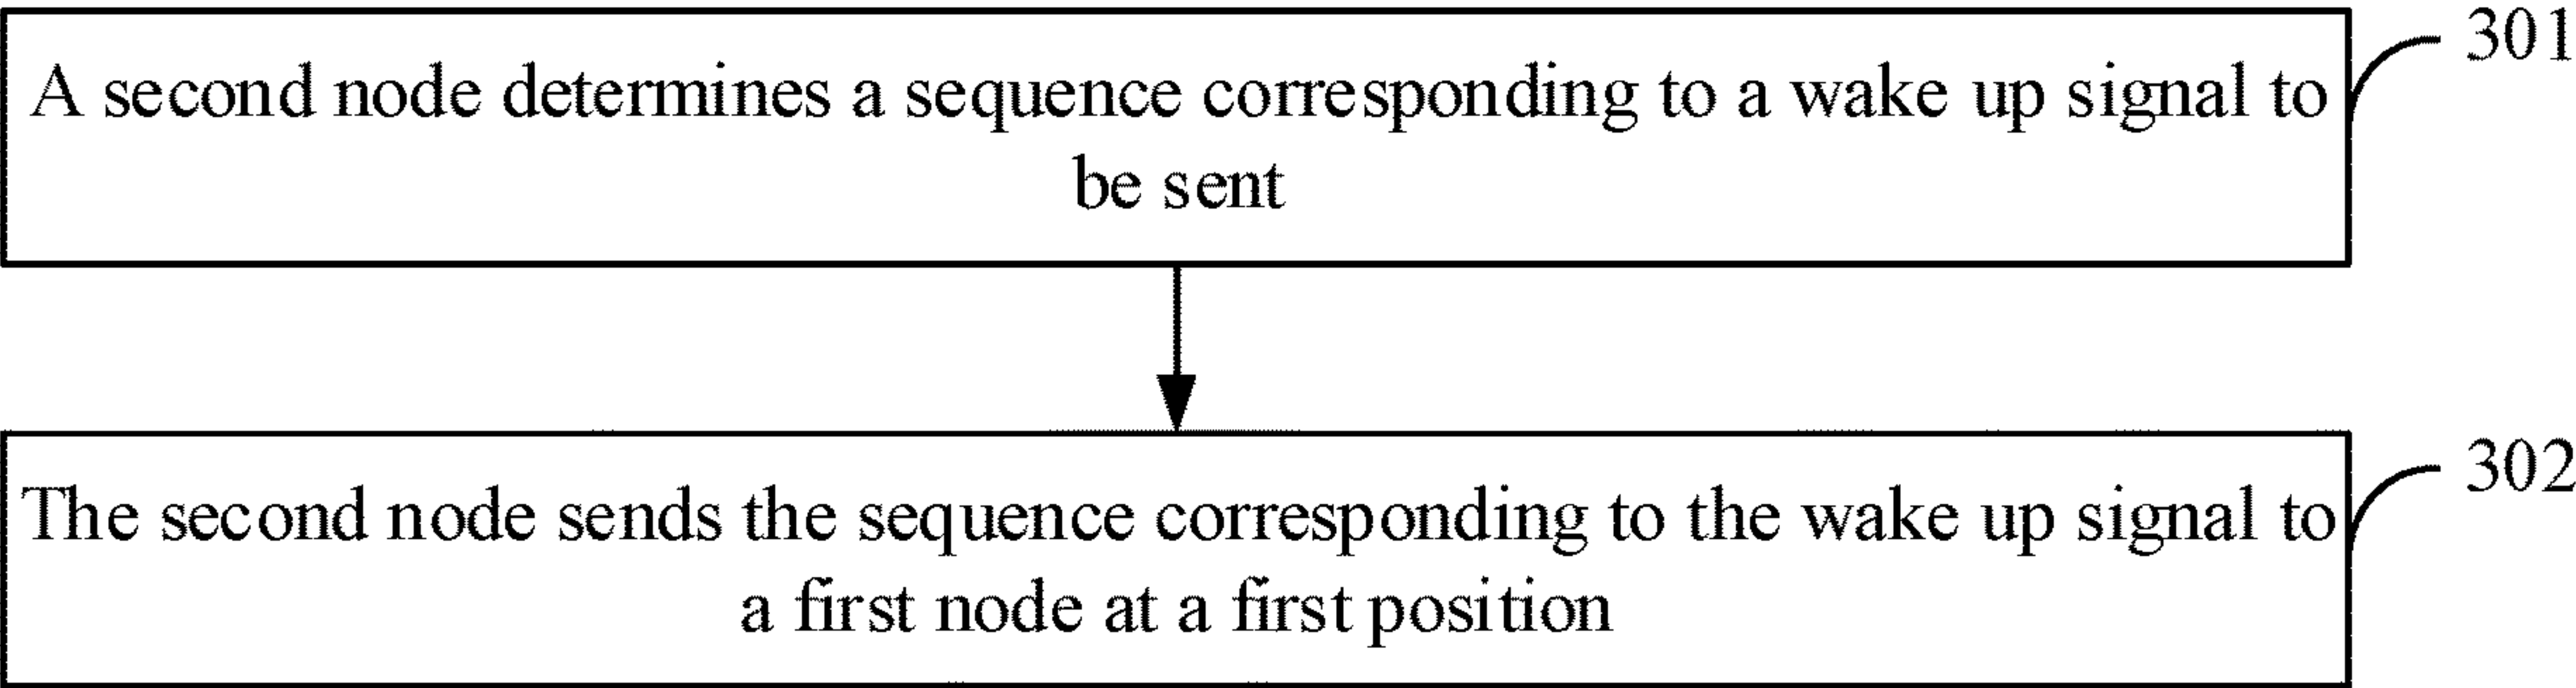 A second node determines a sequence corresponding to a wake up signal to
be sent
301
The second node sends the sequence corresponding to the wake up signal to
a first node at a first position
302